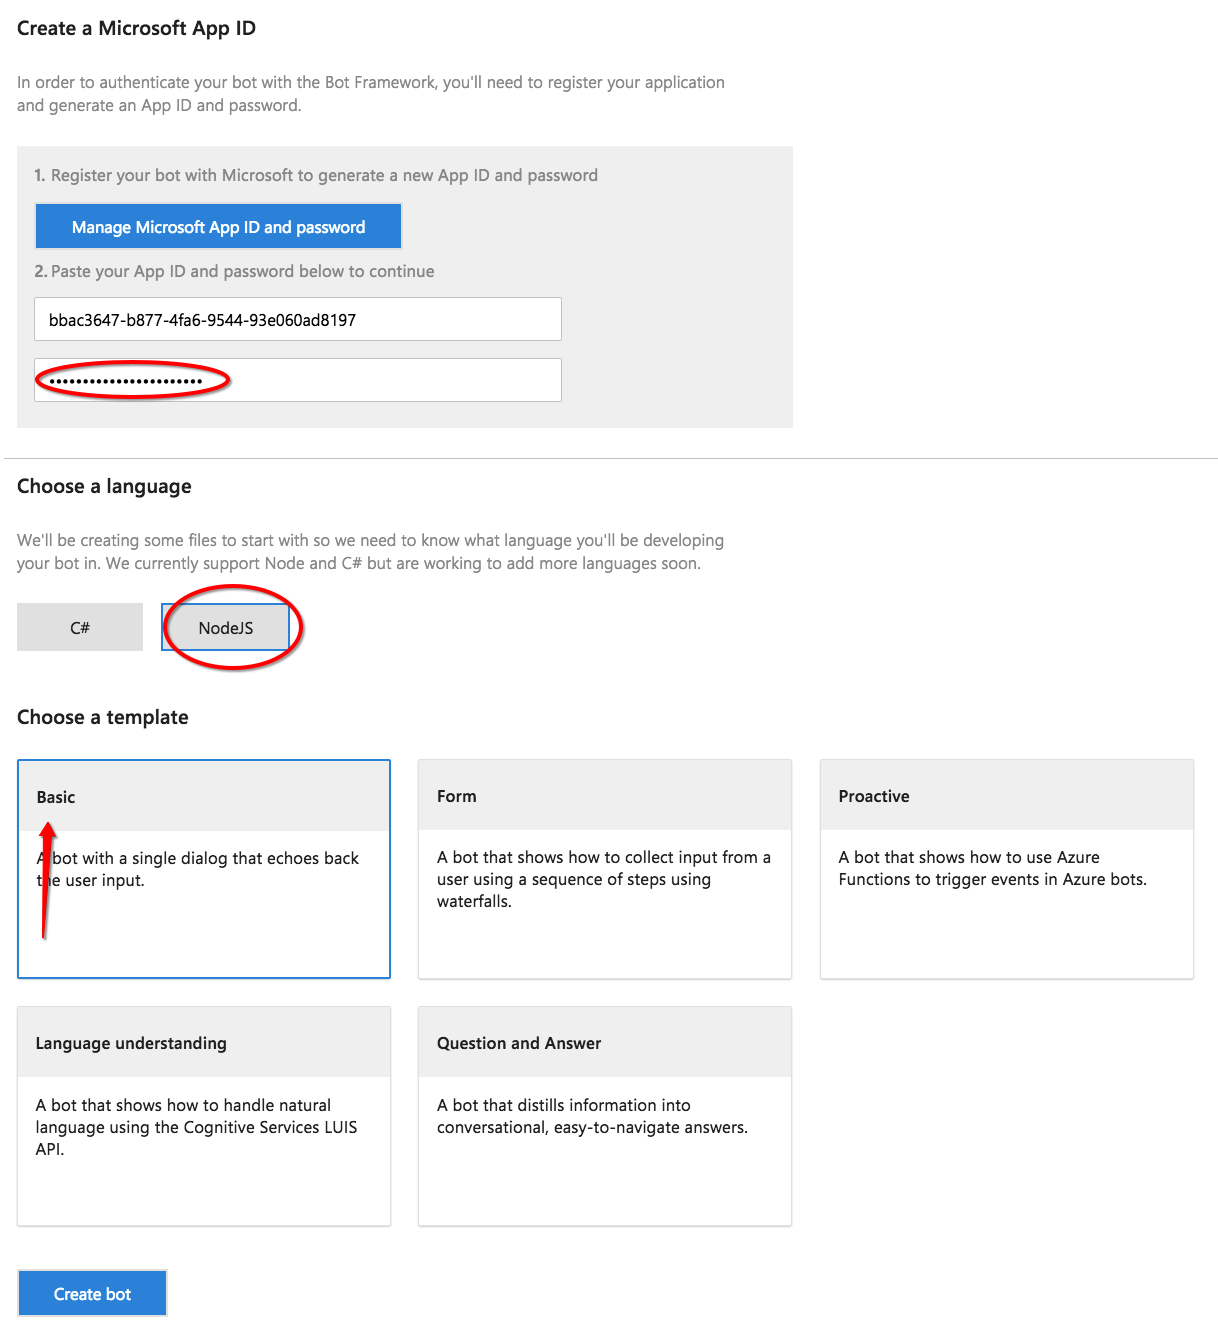 Create a Microsoft App ID
In order to authenticate your bot with the Bot Framework, you'll need to register your application
and generate an App ID and password.
1. Register your bot with Microsoft to generate a new App ID and password
Manage Microsoft App ID and password
2. Paste your App ID and password below to continue
bbac3647-b877-4fa6-9544-93e060ad8197
•••••••••••••••••••••••
Choose a language
We'll be creating some files to start with so we need to know what language you'll be developing
your bot in. We currently support Node and C# but are working to add more languages soon.
C#
NodeJS
Choose a template
Basic
A bot with a single dialog that echoes back
the user input.
Form
A bot that shows how to collect input from a
user using a sequence of steps using
waterfalls.
Proactive
A bot that shows how to use Azure
Functions to trigger events in Azure bots.
Language understanding
A bot that shows how to handle natural
language using the Cognitive Services LUIS
API.
Question and Answer
A bot that distills information into
conversational, easy-to-navigate answers.
Create bot